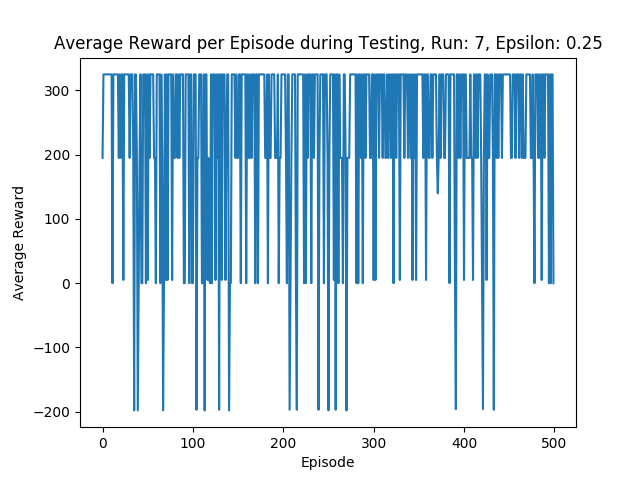 Average Reward per Episode during Testing, Run: 7, Epsilon: 0.25
300
200
100
0
−100
−200
Average Reward
0 100 200 300 400 500
Episode